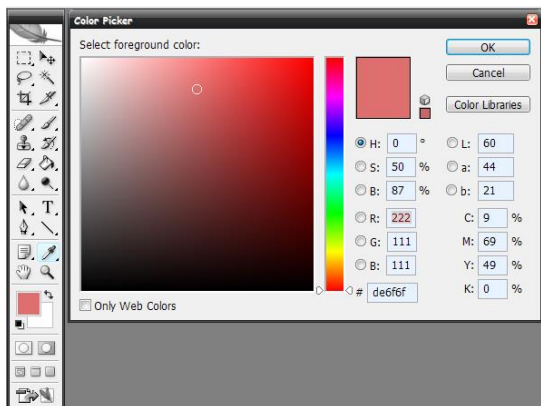 Color Picker
Select foreground color:
OK
Cancel
Color Libraries
H: 0 °
L: 60
S: 50 %
a: 44
B: 87 %
b: 21
R: 222
C: 9 %
G: 111
M: 69 %
B: 111
Y: 49 %
# de6f6f
K: 0 %
Only Web Colors
T